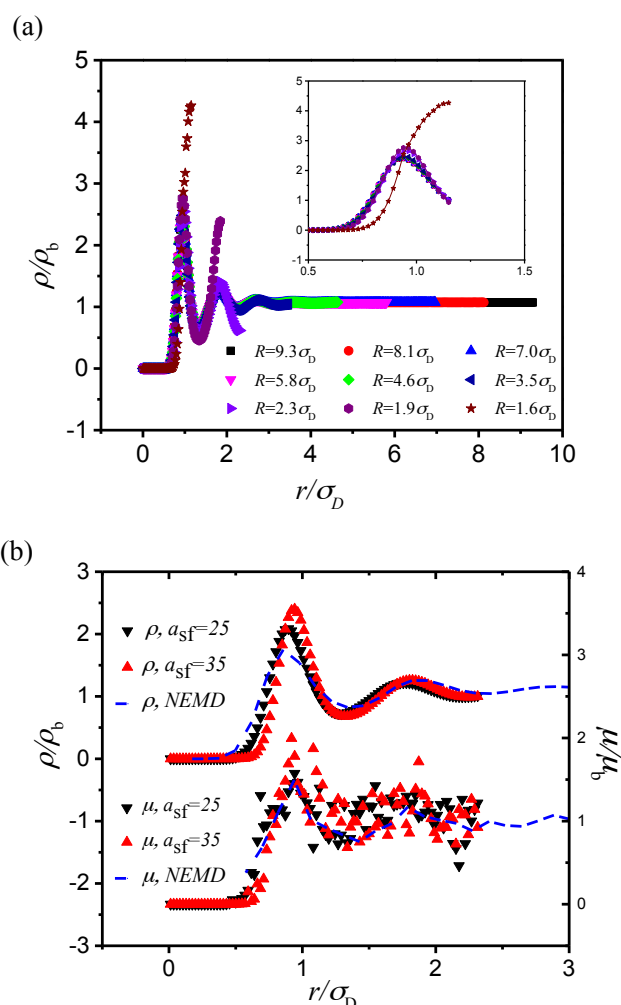 (a)
5
4
3
2
1
0
-1
ρ/ρb
5
4
3
2
1
0
-1
0.5 1.0 1.5
R=9.3σD R=8.1σD R=7.0σD
R=5.8σD R=4.6σD R=3.5σD
R=2.3σD R=1.9σD R=1.6σD
0 2 4 6 8 10
r/σD
(b)
3
2
1
0
-1
-2
-3
ρ/ρb
ρ, asf=25
ρ, asf=35
ρ, NEMD
μ, asf=25
μ, asf=35
μ, NEMD
4
3
2
1
0
μ/μb
0 1 2 3
r/σD